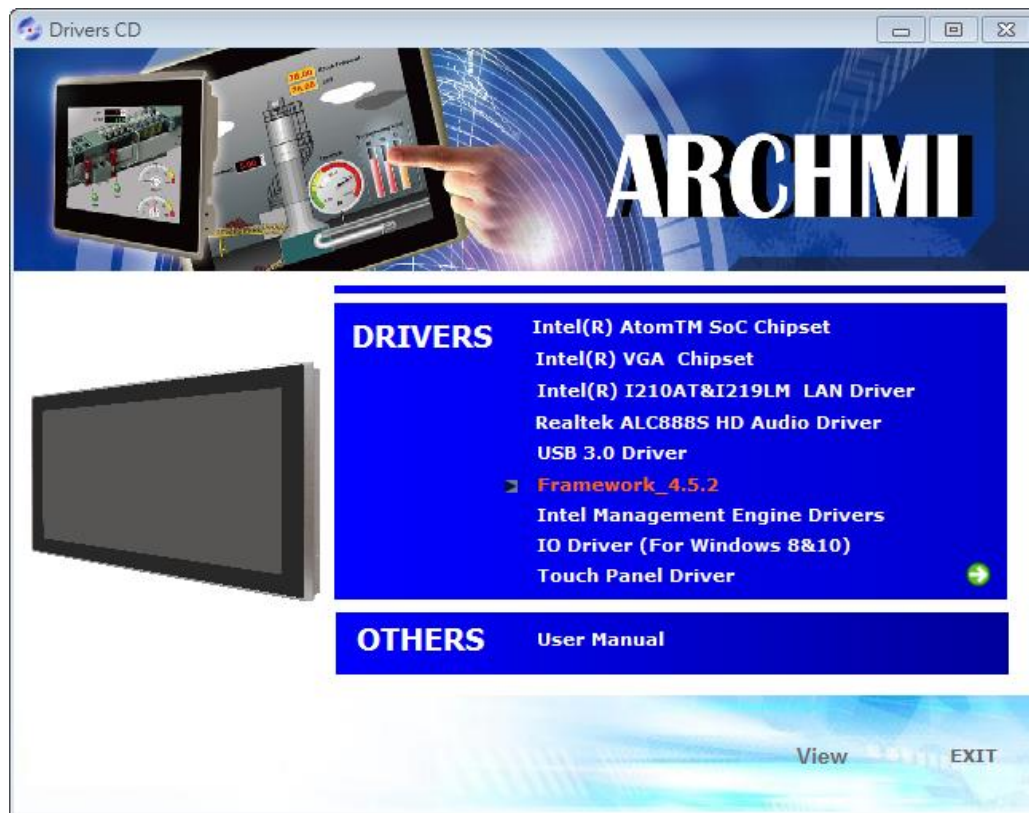 Drivers CD
ARCHMI
DRIVERS
Intel(R) AtomTM SoC Chipset
Intel(R) VGA Chipset
Intel(R) I210AT&I219LM LAN Driver
Realtek ALC888S HD Audio Driver
USB 3.0 Driver
Framework_4.5.2
Intel Management Engine Drivers
IO Driver (For Windows 8&10)
Touch Panel Driver
OTHERS
User Manual
View
EXIT